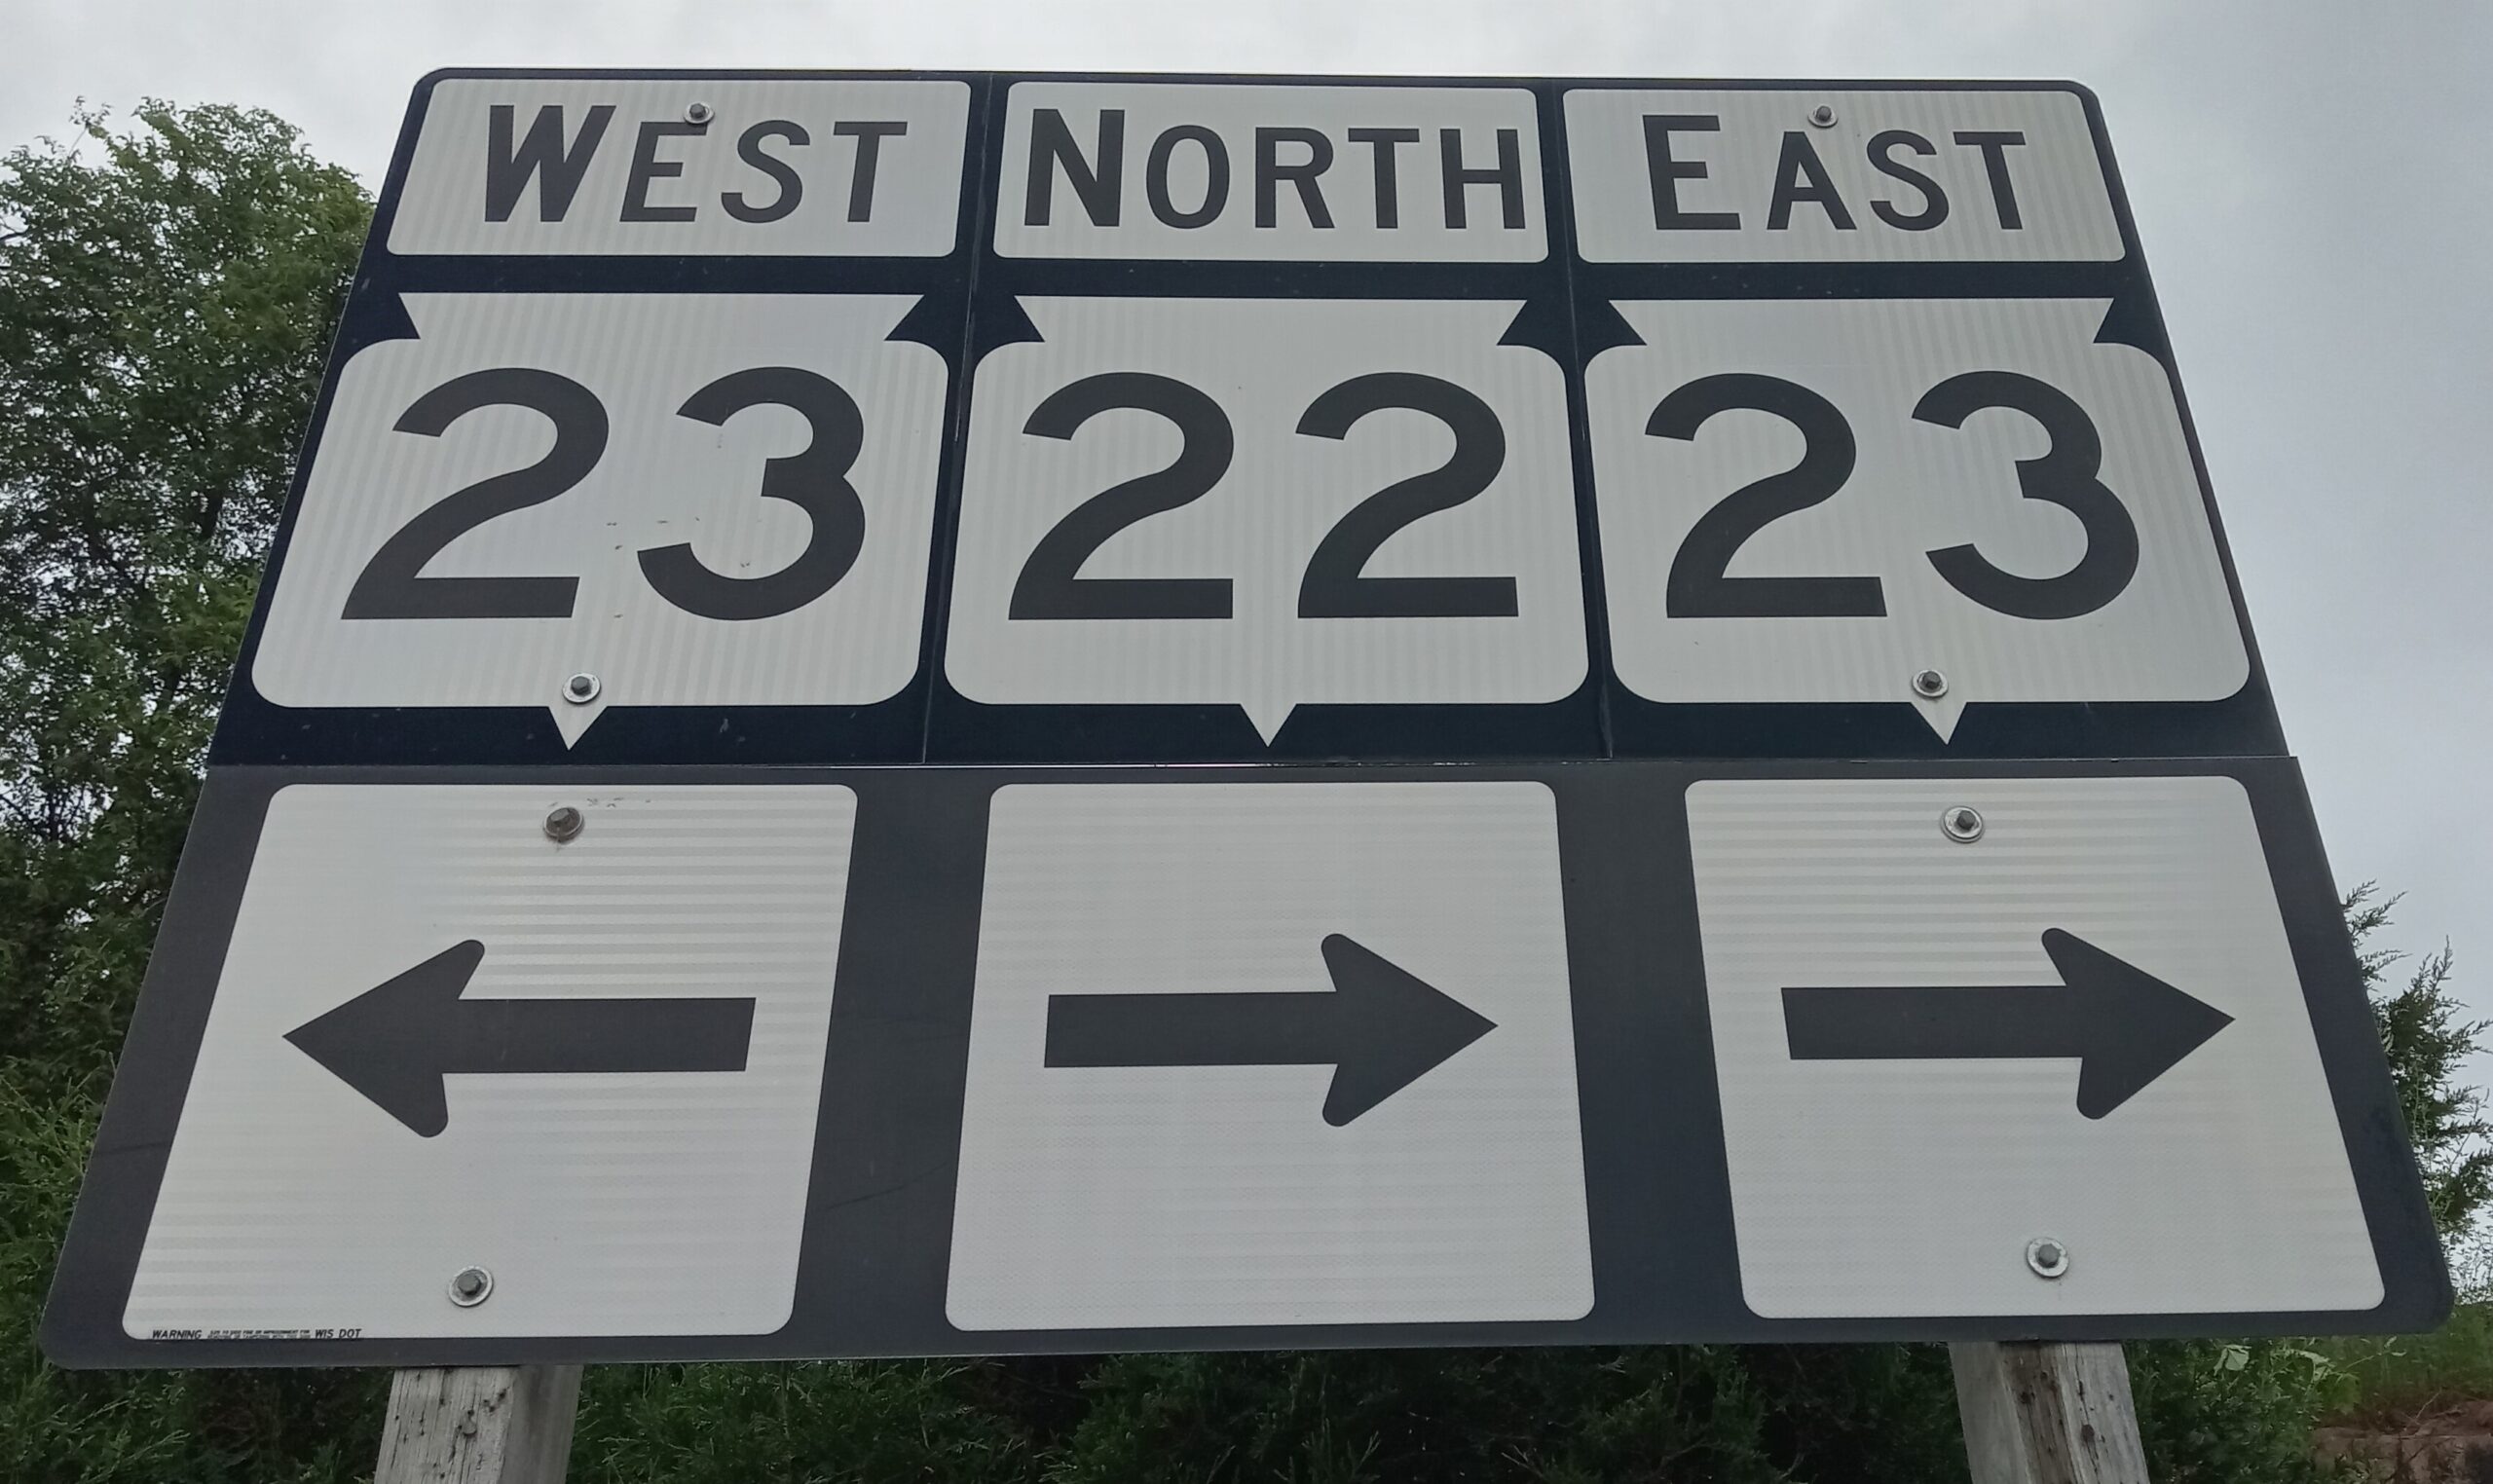 WEST NORTH EAST
23 22 23
WARNING WIS DOT